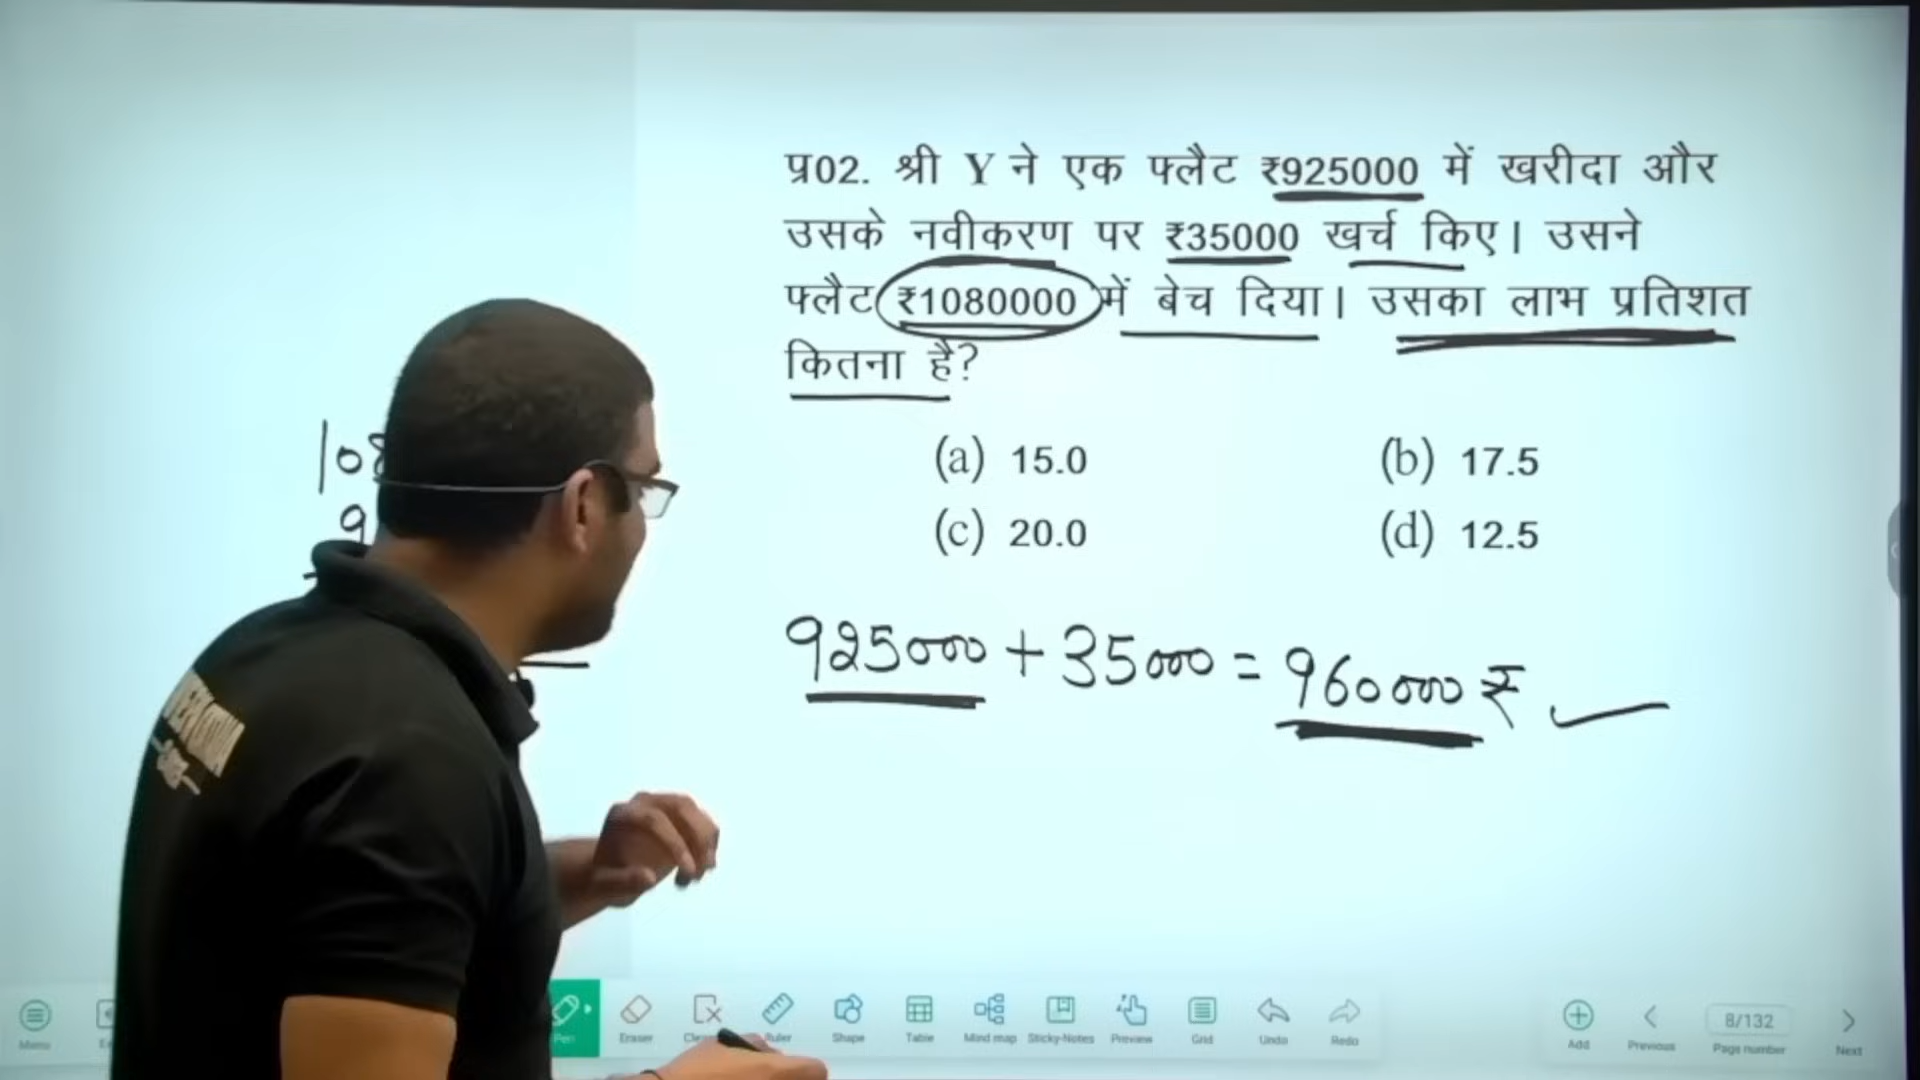 प्र02. श्री Y ने एक फ्लैट ₹925000 में खरीदा और
उसके नवीकरण पर ₹35000 खर्च किए। उसने
फ्लैट ₹1080000 में बेच दिया। उसका लाभ प्रतिशत
कितना है?
(a) 15.0 (b) 17.5
(c) 20.0 (d) 12.5
108
9
925000 + 35000 = 960000 ₹
Menu Pen Eraser Ruler Shape Table Mind map Sticky-Notes Preview Grid Undo Redo Add Previous 8/132 Page number Next